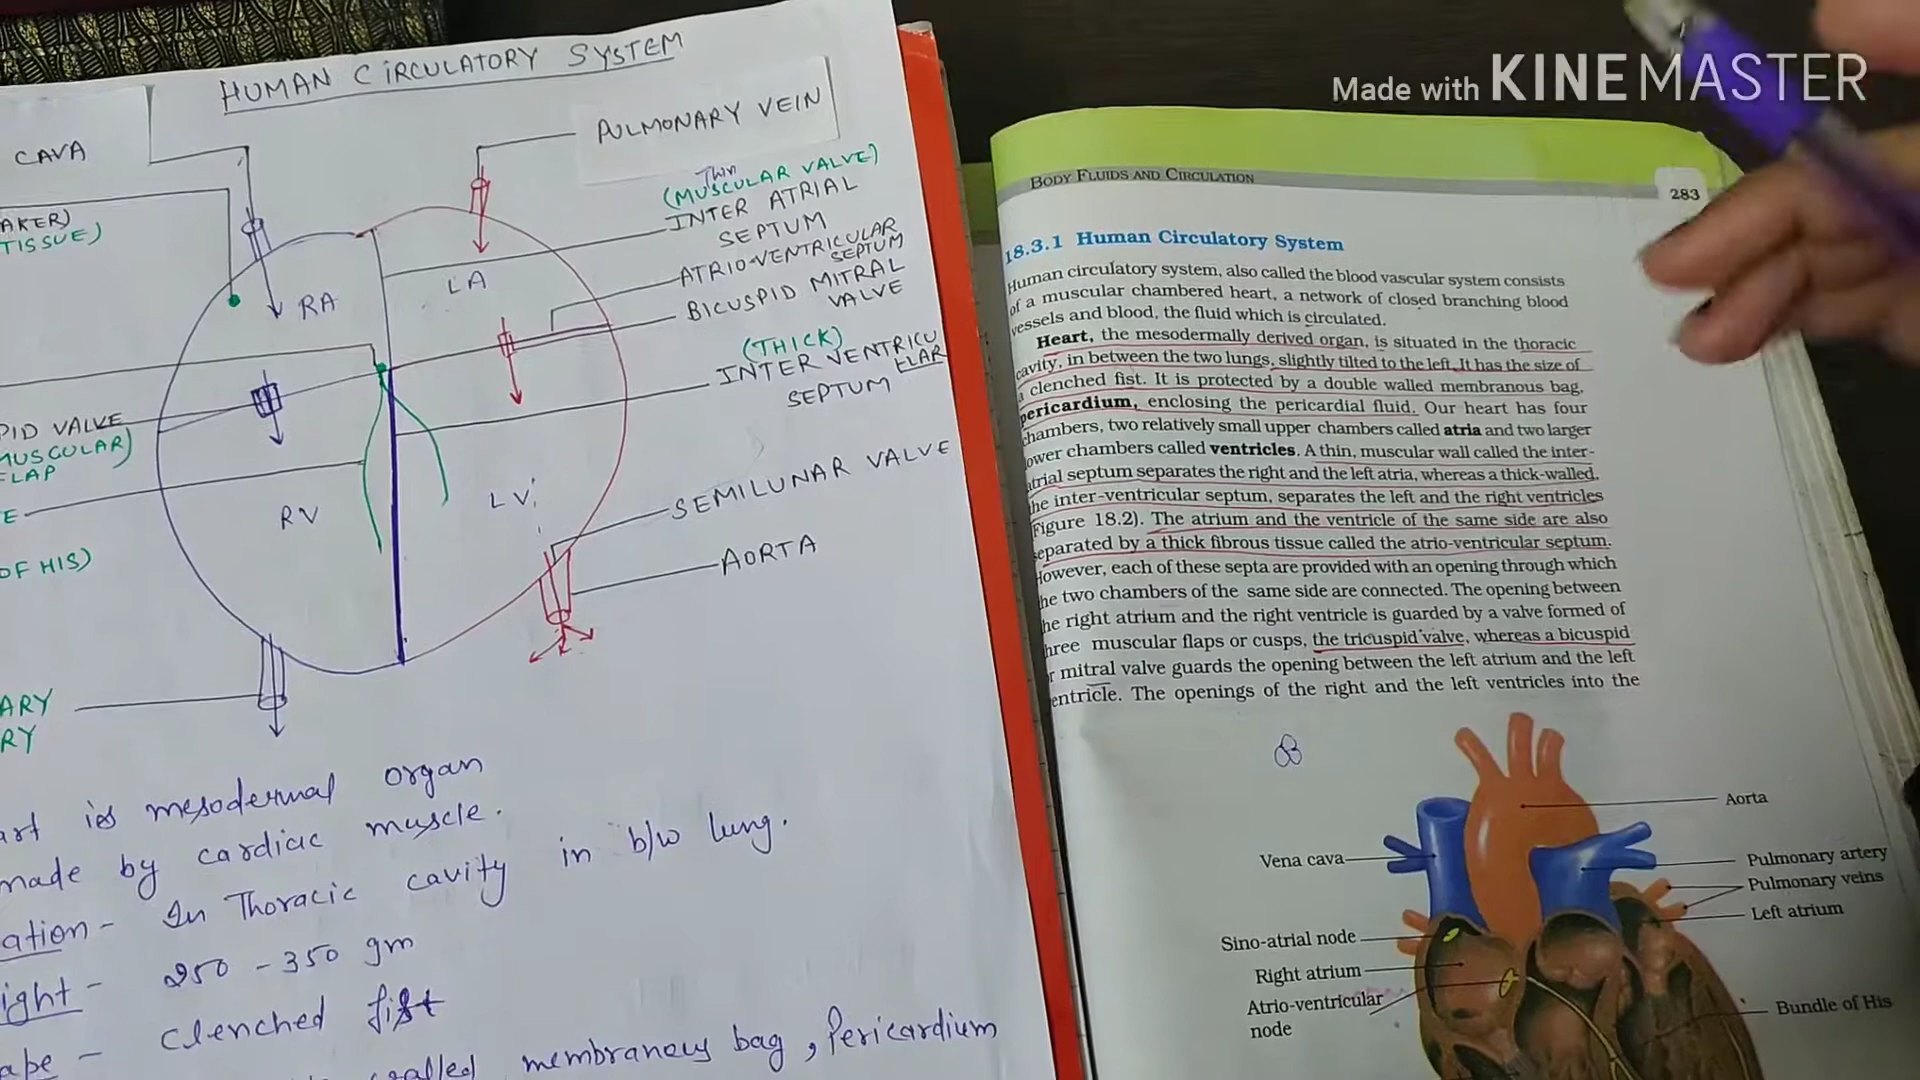 Made with KINEMASTER
HUMAN CIRCULATORY SYSTEM
CAVA
PULMONARY VEIN
Thin
(MUSCULAR VALVE)
INTER ATRIAL
SEPTUM
ATRIO-VENTRICULAR
SEPTUM
BICUSPID MITRAL
VALVE
(THICK)
INTER VENTRICU
LAR
SEPTUM
SEMILUNAR VALVE
AORTA
AKER)
TISSUE)
RA
LA
PID VALVE
MUSCULAR)
FLAP
E
RV
LV
OF HIS)
ARY
RY
art is mesodermal organ
made by cardiac muscle.
ation - In Thoracic cavity in b/w lung.
ight - 250 - 350 gm
ape - clenched fist
membranous bag, Pericardium
BODY FLUIDS AND CIRCULATION
283
18.3.1 Human Circulatory System
Human circulatory system, also called the blood vascular system consists
of a muscular chambered heart, a network of closed branching blood
vessels and blood, the fluid which is circulated.
Heart, the mesodermally derived organ, is situated in the thoracic
cavity, in between the two lungs, slightly tilted to the left. It has the size of
a clenched fist. It is protected by a double walled membranous bag,
pericardium, enclosing the pericardial fluid. Our heart has four
chambers, two relatively small upper chambers called atria and two larger
ower chambers called ventricles. A thin, muscular wall called the inter-
atrial septum separates the right and the left atria, whereas a thick-walled,
he inter-ventricular septum, separates the left and the right ventricles
Figure 18.2). The atrium and the ventricle of the same side are also
eparated by a thick fibrous tissue called the atrio-ventricular septum.
However, each of these septa are provided with an opening through which
he two chambers of the same side are connected. The opening between
he right atrium and the right ventricle is guarded by a valve formed of
hree muscular flaps or cusps, the tricuspid valve, whereas a bicuspid
r mitral valve guards the opening between the left atrium and the left
entricle. The openings of the right and the left ventricles into the
Aorta
Vena cava
Pulmonary artery
Pulmonary veins
Left atrium
Sino-atrial node
Right atrium
Atrio-ventricular
node
Bundle of His